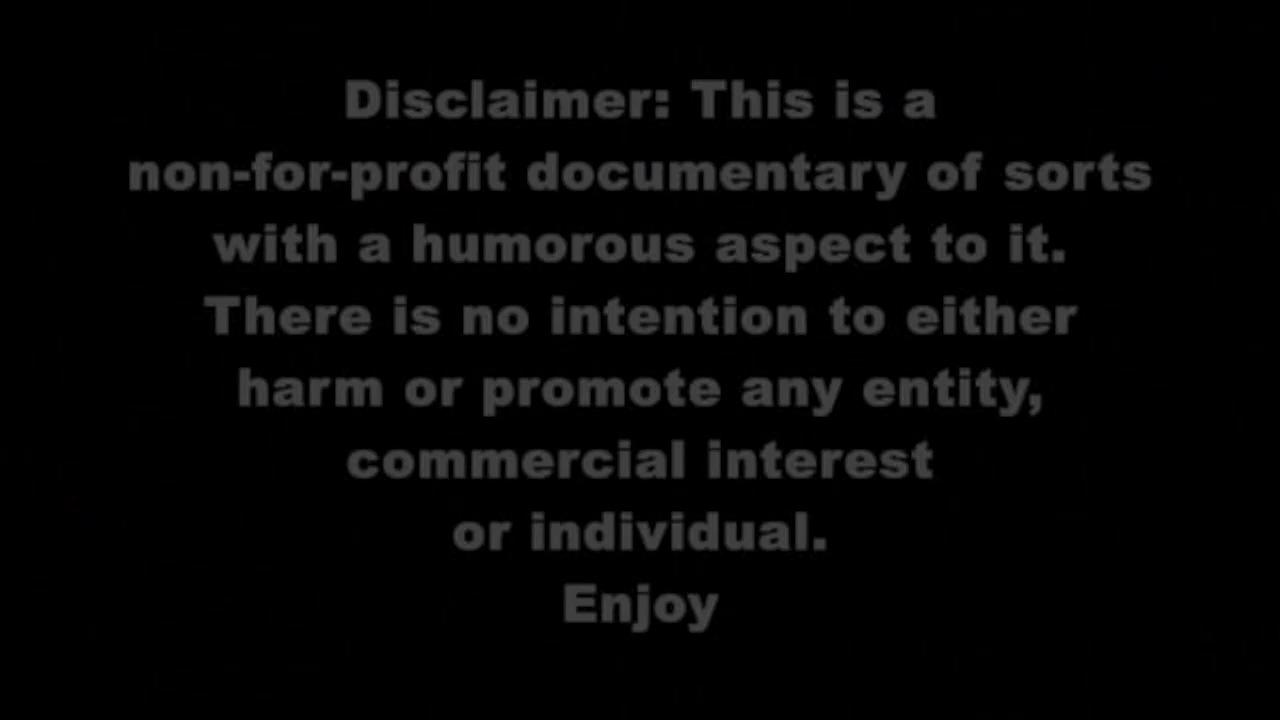 Disclaimer: This is a
non-for-profit documentary of sorts
with a humorous aspect to it.
There is no intention to either
harm or promote any entity,
commercial interest
or individual.
Enjoy